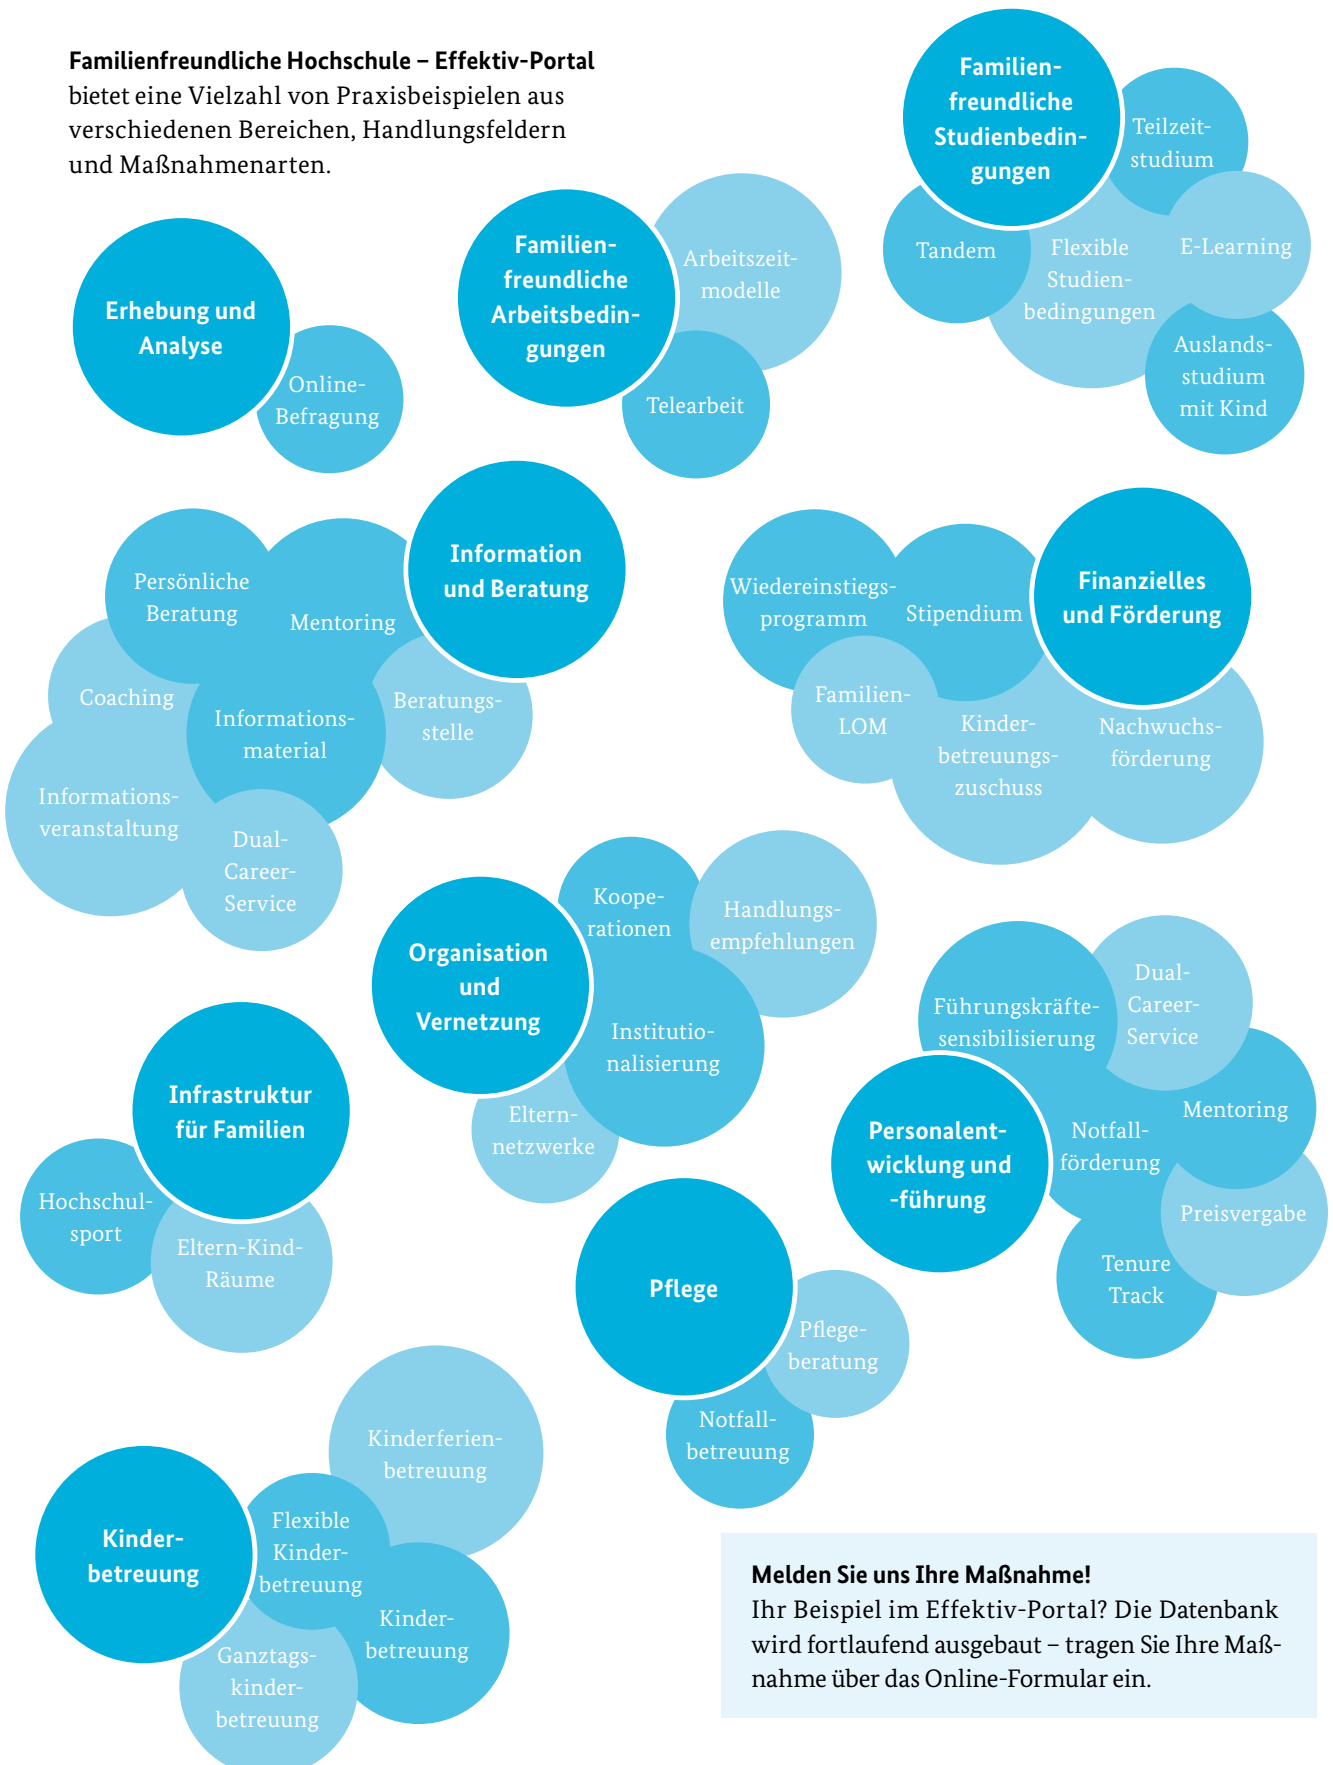 Familienfreundliche Hochschule – Effektiv-Portal
bietet eine Vielzahl von Praxisbeispielen aus
verschiedenen Bereichen, Handlungsfeldern
und Maßnahmenarten.
Familien-
freundliche
Studienbedin-
gungen
Teilzeit-
studium
Tandem
Flexible
Studien-
bedingungen
E-Learning
Auslands-
studium
mit Kind
Familien-
freundliche
Arbeitsbedin-
gungen
Arbeitszeit-
modelle
Telearbeit
Erhebung und
Analyse
Online-
Befragung
Information
und Beratung
Persönliche
Beratung
Mentoring
Coaching
Informations-
material
Beratungs-
stelle
Informations-
veranstaltung
Dual-
Career-
Service
Finanzielles
und Förderung
Wiedereinstiegs-
programm
Stipendium
Familien-
LOM
Kinder-
betreuungs-
zuschuss
Nachwuchs-
förderung
Organisation
und
Vernetzung
Koope-
rationen
Handlungs-
empfehlungen
Institutio-
nalisierung
Eltern-
netzwerke
Führungskräfte-
sensibilisierung
Dual-
Career-
Service
Personalent-
wicklung und
-führung
Notfall-
förderung
Mentoring
Preisvergabe
Tenure
Track
Infrastruktur
für Familien
Hochschul-
sport
Eltern-Kind-
Räume
Pflege
Pflege-
beratung
Notfall-
betreuung
Kinder-
betreuung
Kinderferien-
betreuung
Flexible
Kinder-
betreuung
Kinder-
betreuung
Ganztags-
kinder-
betreuung
Melden Sie uns Ihre Maßnahme!
Ihr Beispiel im Effektiv-Portal? Die Datenbank
wird fortlaufend ausgebaut – tragen Sie Ihre Maß-
nahme über das Online-Formular ein.